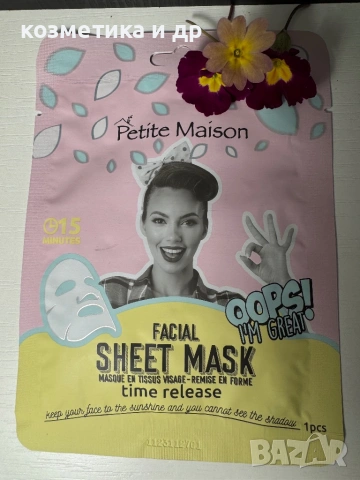 козметика и др
Petite Maison
15
minutes
OOPS!
I'M GREAT
FACIAL
SHEET MASK
MASQUE EN TISSUS VISAGE-REMISE EN FORME
time release
keep your face to the sunshine and you cannot see the shadow
1pcs
BAZAR